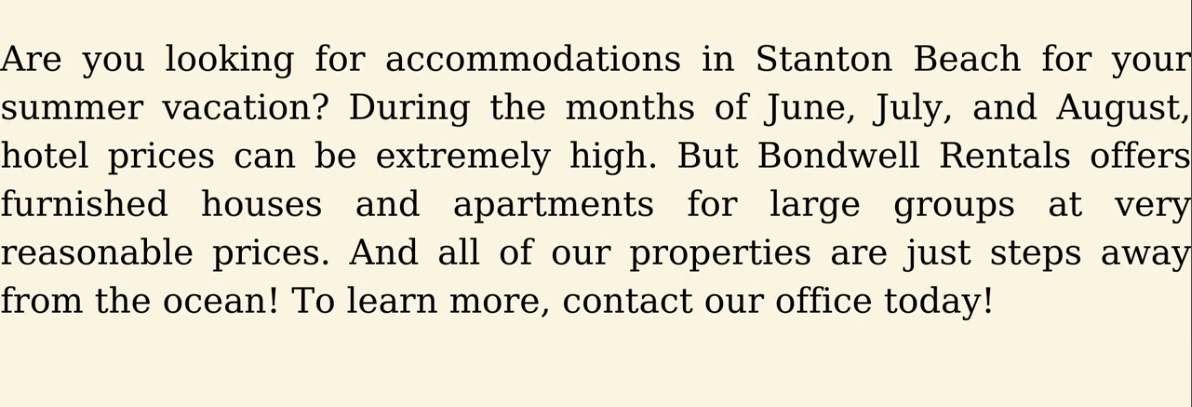 Are you looking for accommodations in Stanton Beach for your
summer vacation? During the months of June, July, and August,
hotel prices can be extremely high. But Bondwell Rentals offers
furnished houses and apartments for large groups at very
reasonable prices. And all of our properties are just steps away
from the ocean! To learn more, contact our office today!